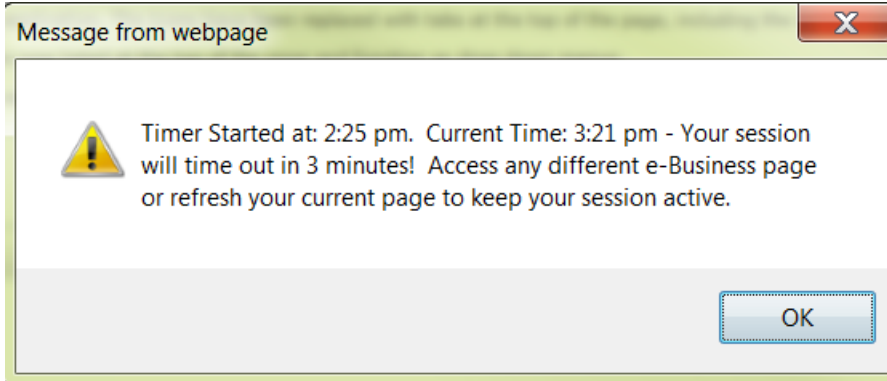 Message from webpage
Timer Started at: 2:25 pm.  Current Time: 3:21 pm - Your session
will time out in 3 minutes!  Access any different e-Business page
or refresh your current page to keep your session active.
OK